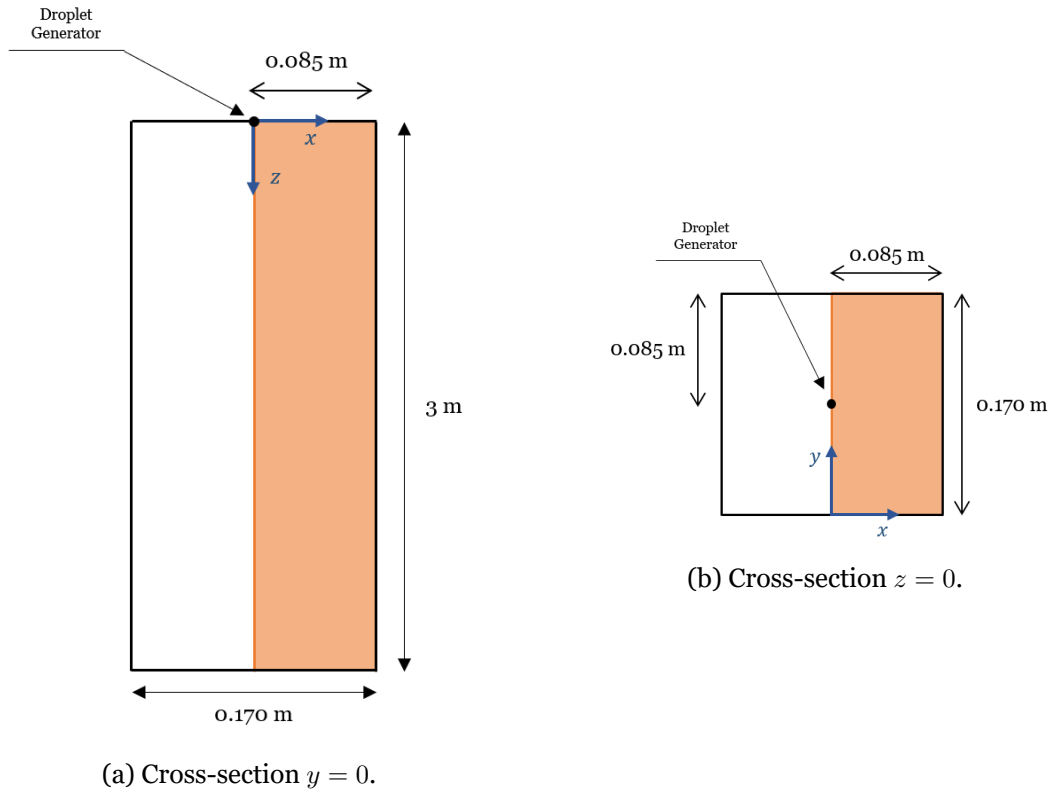 Droplet
Generator
0.085 m
x
z
3 m
0.170 m
(a) Cross-section y = 0.
Droplet
Generator
0.085 m
0.085 m
0.170 m
y
x
(b) Cross-section z = 0.